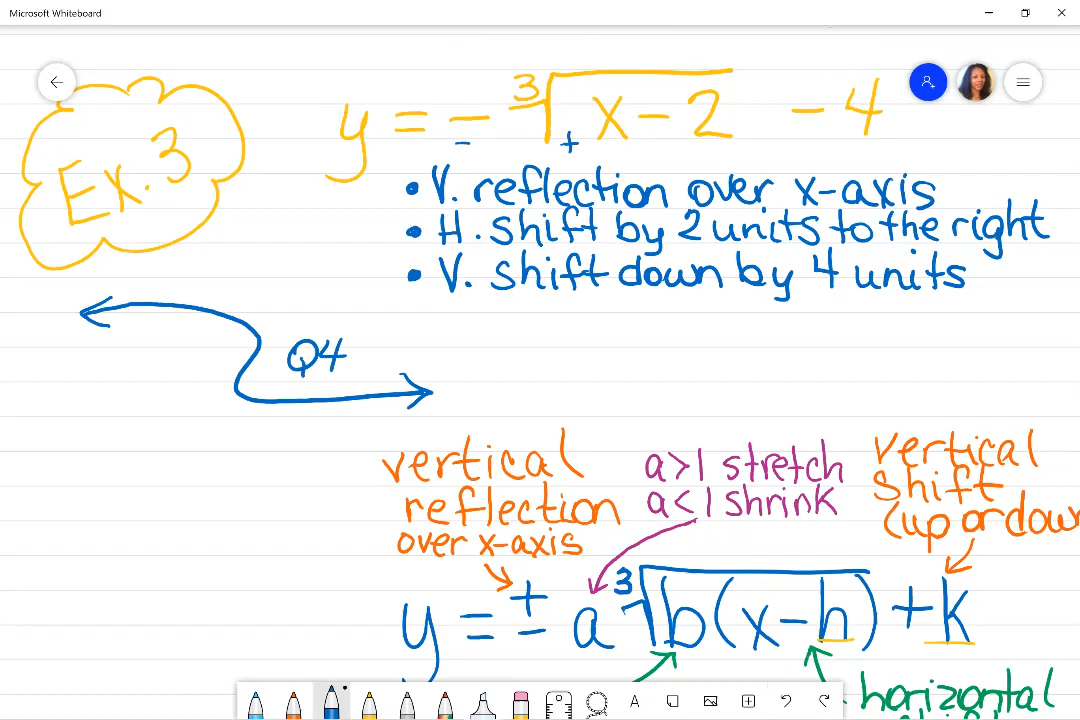 Microsoft Whiteboard
Ex. 3
y = - ∛(x - 2) - 4
- +
• V. reflection over x-axis
• H. shift by 2 units to the right
• V. shift down by 4 units
Q4
vertical
reflection
over x-axis
a>1 stretch
a<1 shrink
vertical
shift
(up or down
y = ± a ∛(b(x-h)) + k
horizontal